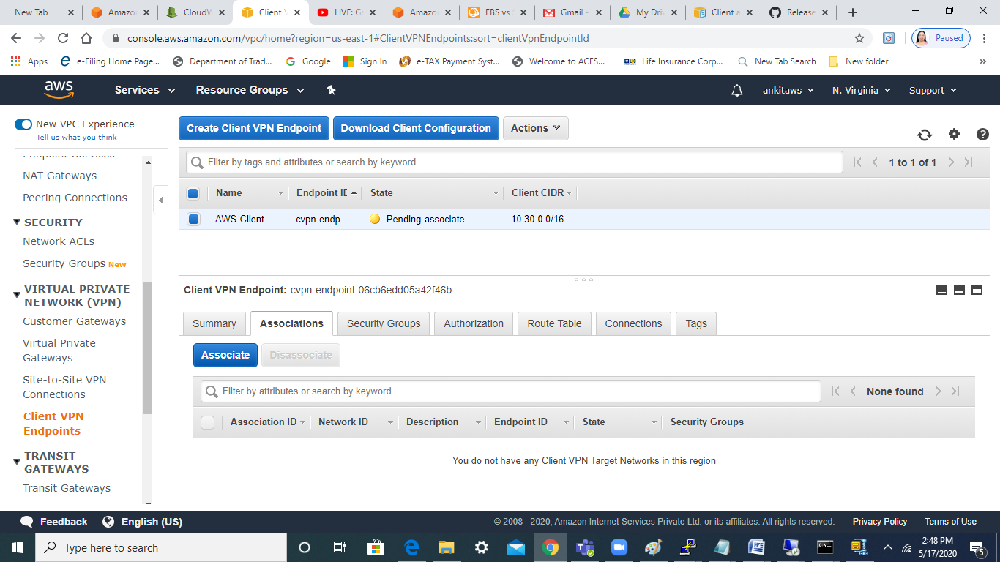 New Tab
Amazo
CloudW
Client V
LIVE: G
Amazo
EBS vs
Gmail -
My Driv
Client a
Release
console.aws.amazon.com/vpc/home?region=us-east-1#ClientVPNEndpoints:sort=clientVpnEndpointId
Paused
Apps
e-Filing Home Page...
Department of Trad...
Google
Sign In
e-TAX Payment Syst...
Welcome to ACES...
Life Insurance Corp...
New Tab Search
New folder
aws
Services
Resource Groups
ankitaws
N. Virginia
Support
New VPC Experience
Tell us what you think
Endpoint Services
NAT Gateways
Peering Connections
SECURITY
Network ACLs
Security Groups New
VIRTUAL PRIVATE
NETWORK (VPN)
Customer Gateways
Virtual Private
Gateways
Site-to-Site VPN
Connections
Client VPN
Endpoints
TRANSIT
GATEWAYS
Transit Gateways
Create Client VPN Endpoint
Download Client Configuration
Actions
Filter by tags and attributes or search by keyword
1 to 1 of 1
Name
Endpoint ID
State
Client CIDR
AWS-Client-...
cvpn-endp...
Pending-associate
10.30.0.0/16
Client VPN Endpoint: cvpn-endpoint-06cb6edd05a42f46b
Summary
Associations
Security Groups
Authorization
Route Table
Connections
Tags
Associate
Disassociate
Filter by attributes or search by keyword
None found
Association ID
Network ID
Description
Endpoint ID
State
Security Groups
You do not have any Client VPN Target Networks in this region
Feedback
English (US)
© 2008 - 2020, Amazon Internet Services Private Ltd. or its affiliates. All rights reserved.
Privacy Policy
Terms of Use
Type here to search
2:48 PM
5/17/2020
5